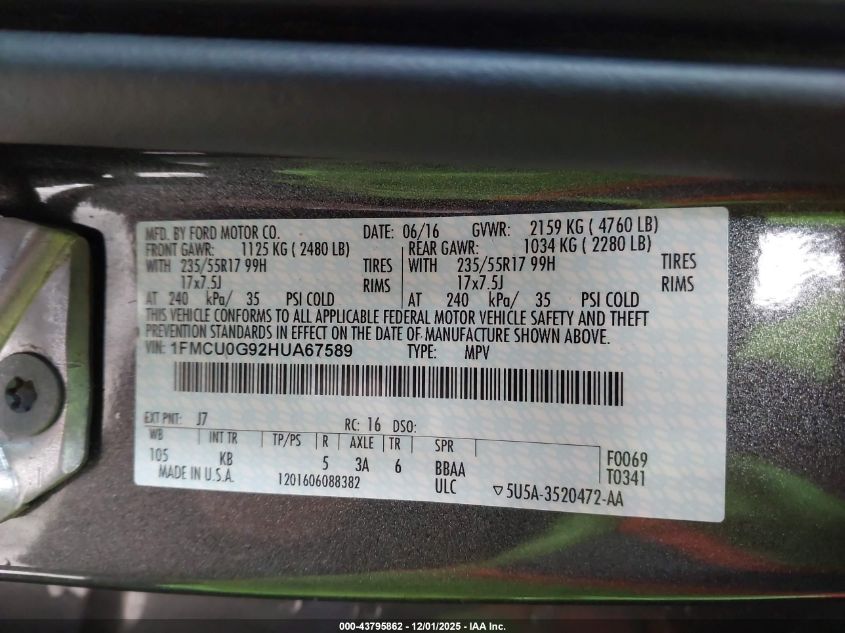 MFD. BY FORD MOTOR CO. DATE: 06/16 GVWR: 2159 KG ( 4760 LB)
FRONT GAWR: 1125 KG ( 2480 LB) REAR GAWR: 1034 KG ( 2280 LB)
WITH 235/55R17 99H TIRES WITH 235/55R17 99H TIRES
17x7.5J RIMS 17x7.5J RIMS
AT 240 kPa/ 35 PSI COLD AT 240 kPa/ 35 PSI COLD
THIS VEHICLE CONFORMS TO ALL APPLICABLE FEDERAL MOTOR VEHICLE SAFETY AND THEFT
PREVENTION STANDARDS IN EFFECT ON THE DATE OF MANUFACTURE SHOWN ABOVE.
VIN: 1FMCU0G92HUA67589 TYPE: MPV
EXT PNT: J7 RC: 16 DSO:
WB INT TR TP/PS R AXLE TR SPR
105 KB 5 3A 6 BBAA F0069
MADE IN U.S.A. 1201606088382 ULC T0341
▽5U5A-3520472-AA
000-43795862 - 12/01/2025 - IAA Inc.